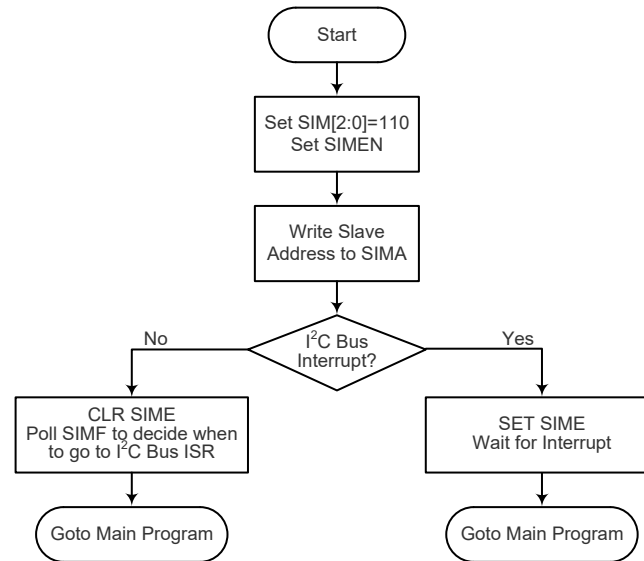 Start
Set SIM[2:0]=110
Set SIMEN
Write Slave
Address to SIMA
I²C Bus
Interrupt?
No
Yes
CLR SIME
Poll SIMF to decide when
to go to I²C Bus ISR
SET SIME
Wait for Interrupt
Goto Main Program
Goto Main Program